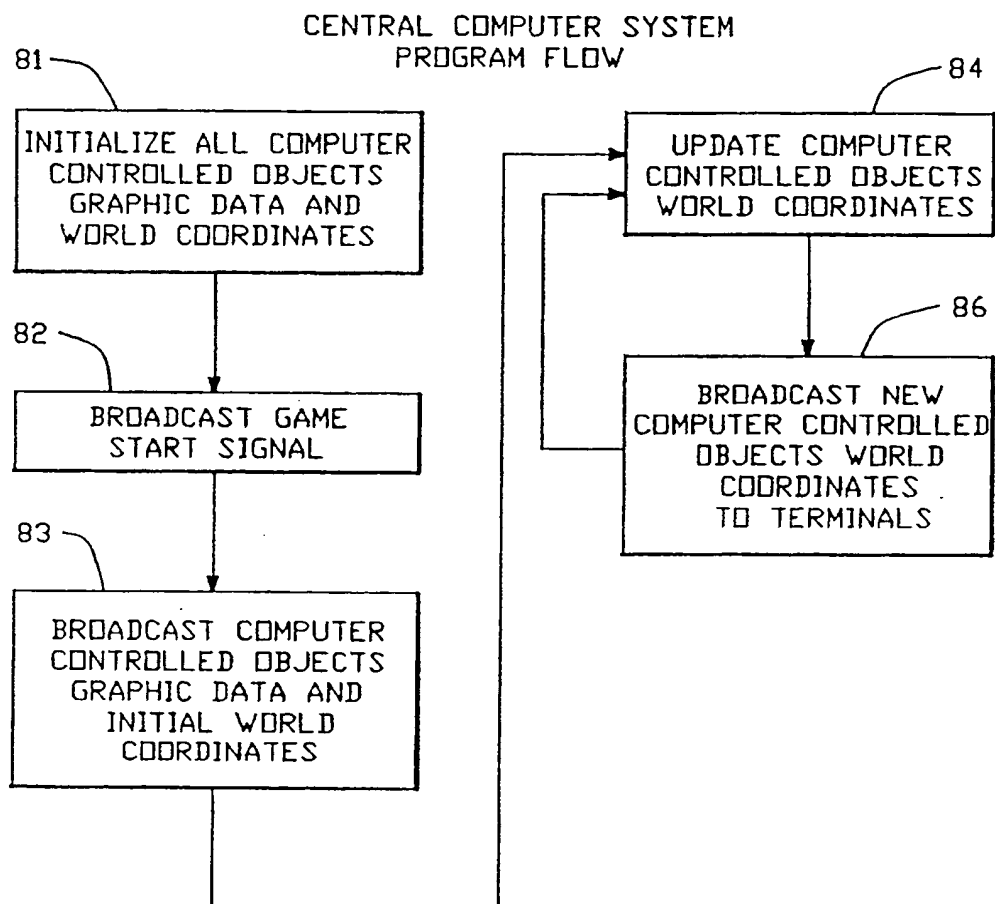 CENTRAL COMPUTER SYSTEM
PROGRAM FLOW
81
INITIALIZE ALL COMPUTER
CONTROLLED OBJECTS
GRAPHIC DATA AND
WORLD COORDINATES
82
BROADCAST GAME
START SIGNAL
83
BROADCAST COMPUTER
CONTROLLED OBJECTS
GRAPHIC DATA AND
INITIAL WORLD
COORDINATES
84
UPDATE COMPUTER
CONTROLLED OBJECTS
WORLD COORDINATES
86
BROADCAST NEW
COMPUTER CONTROLLED
OBJECTS WORLD
COORDINATES
TO TERMINALS